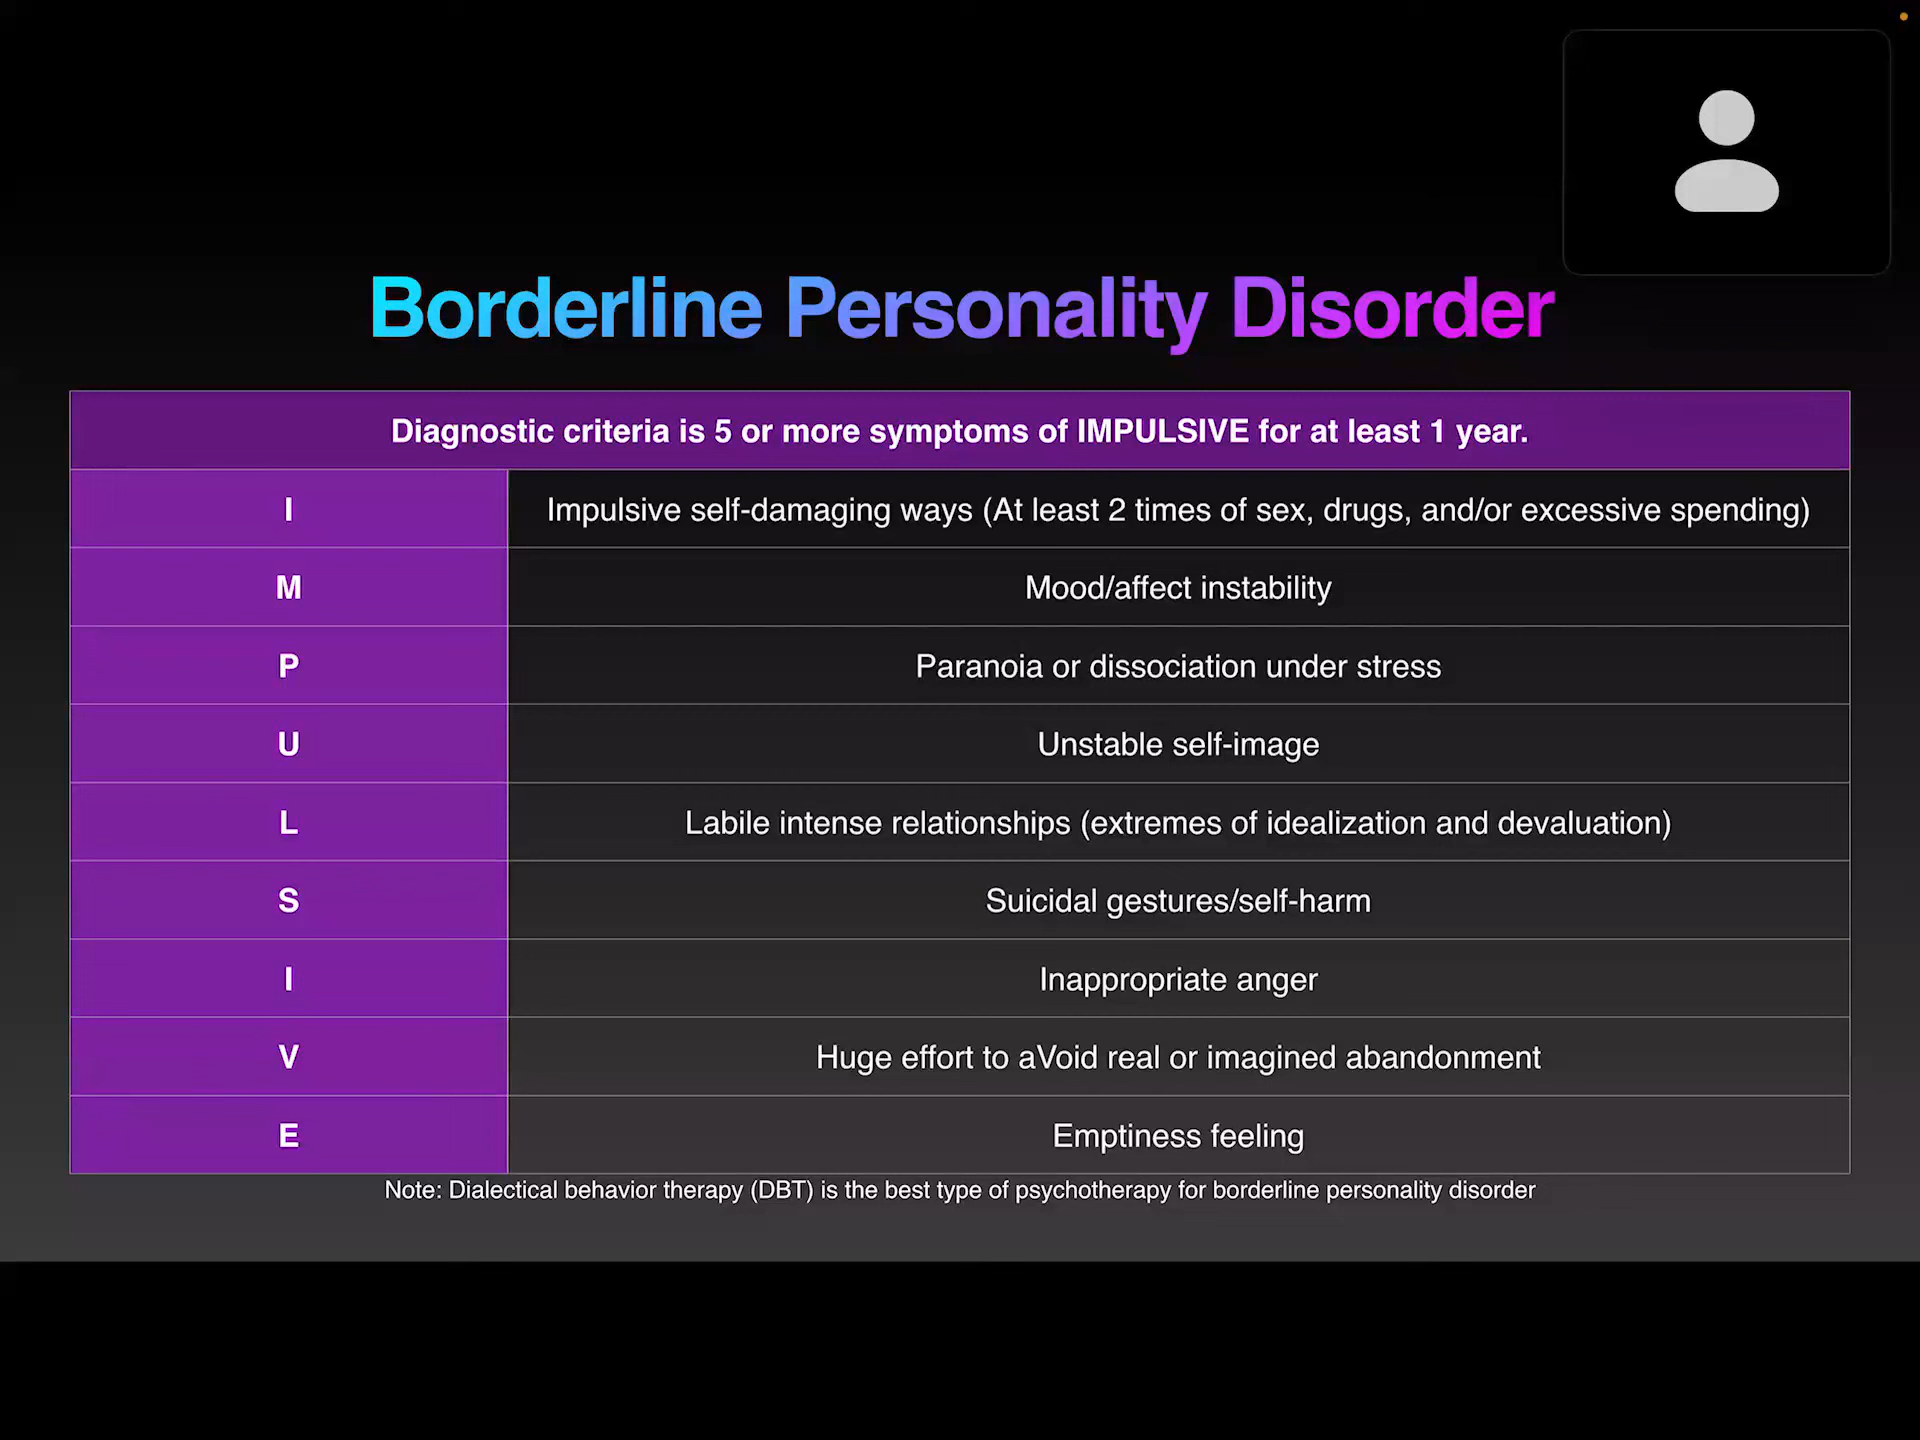 Borderline Personality Disorder
Diagnostic criteria is 5 or more symptoms of IMPULSIVE for at least 1 year.
I
Impulsive self-damaging ways (At least 2 times of sex, drugs, and/or excessive spending)
M
Mood/affect instability
P
Paranoia or dissociation under stress
U
Unstable self-image
L
Labile intense relationships (extremes of idealization and devaluation)
S
Suicidal gestures/self-harm
I
Inappropriate anger
V
Huge effort to aVoid real or imagined abandonment
E
Emptiness feeling
Note: Dialectical behavior therapy (DBT) is the best type of psychotherapy for borderline personality disorder